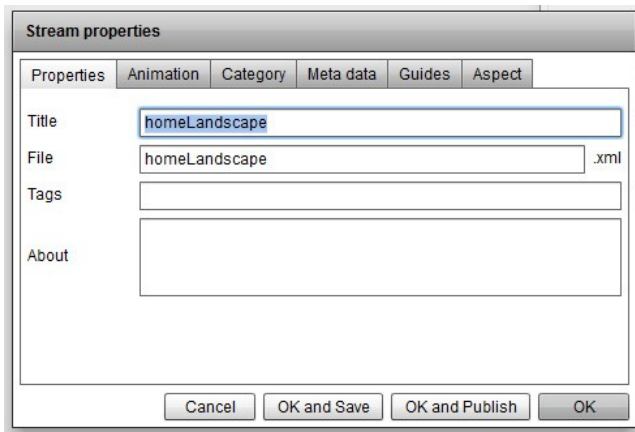 Stream properties
Properties Animation Category Meta data Guides Aspect
Title homeLandscape
File homeLandscape .xml
Tags
About
Cancel OK and Save OK and Publish OK